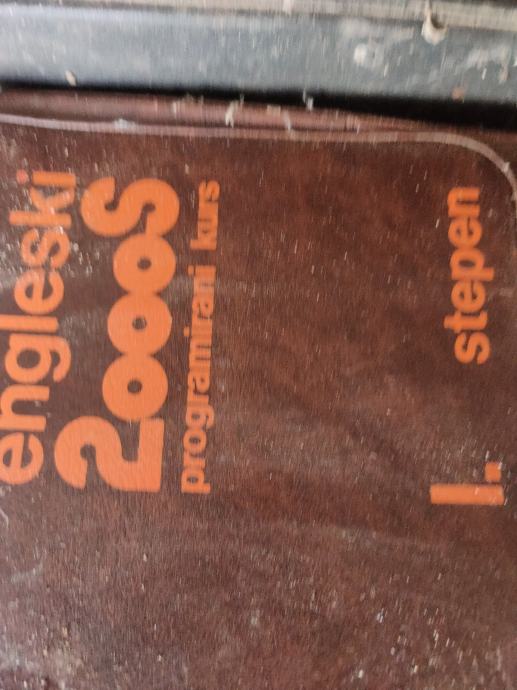 engleski
2000S
programirani kurs
I. stepen